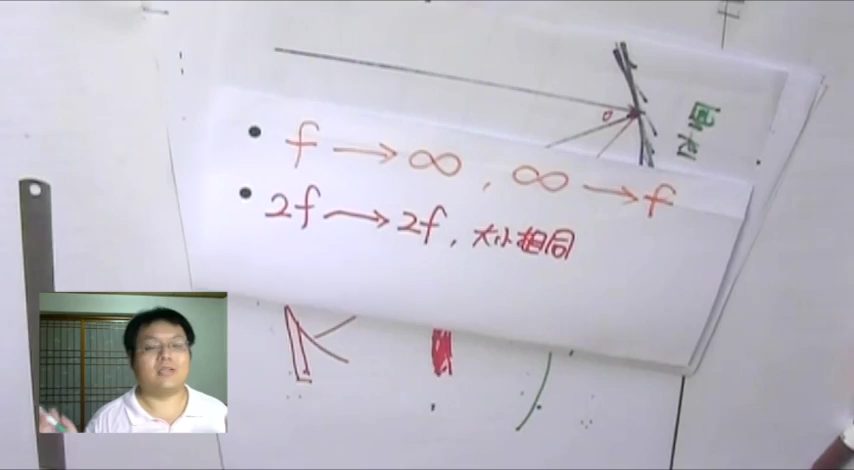 f → ∞ , ∞ → f
2f → 2f , 大小相同